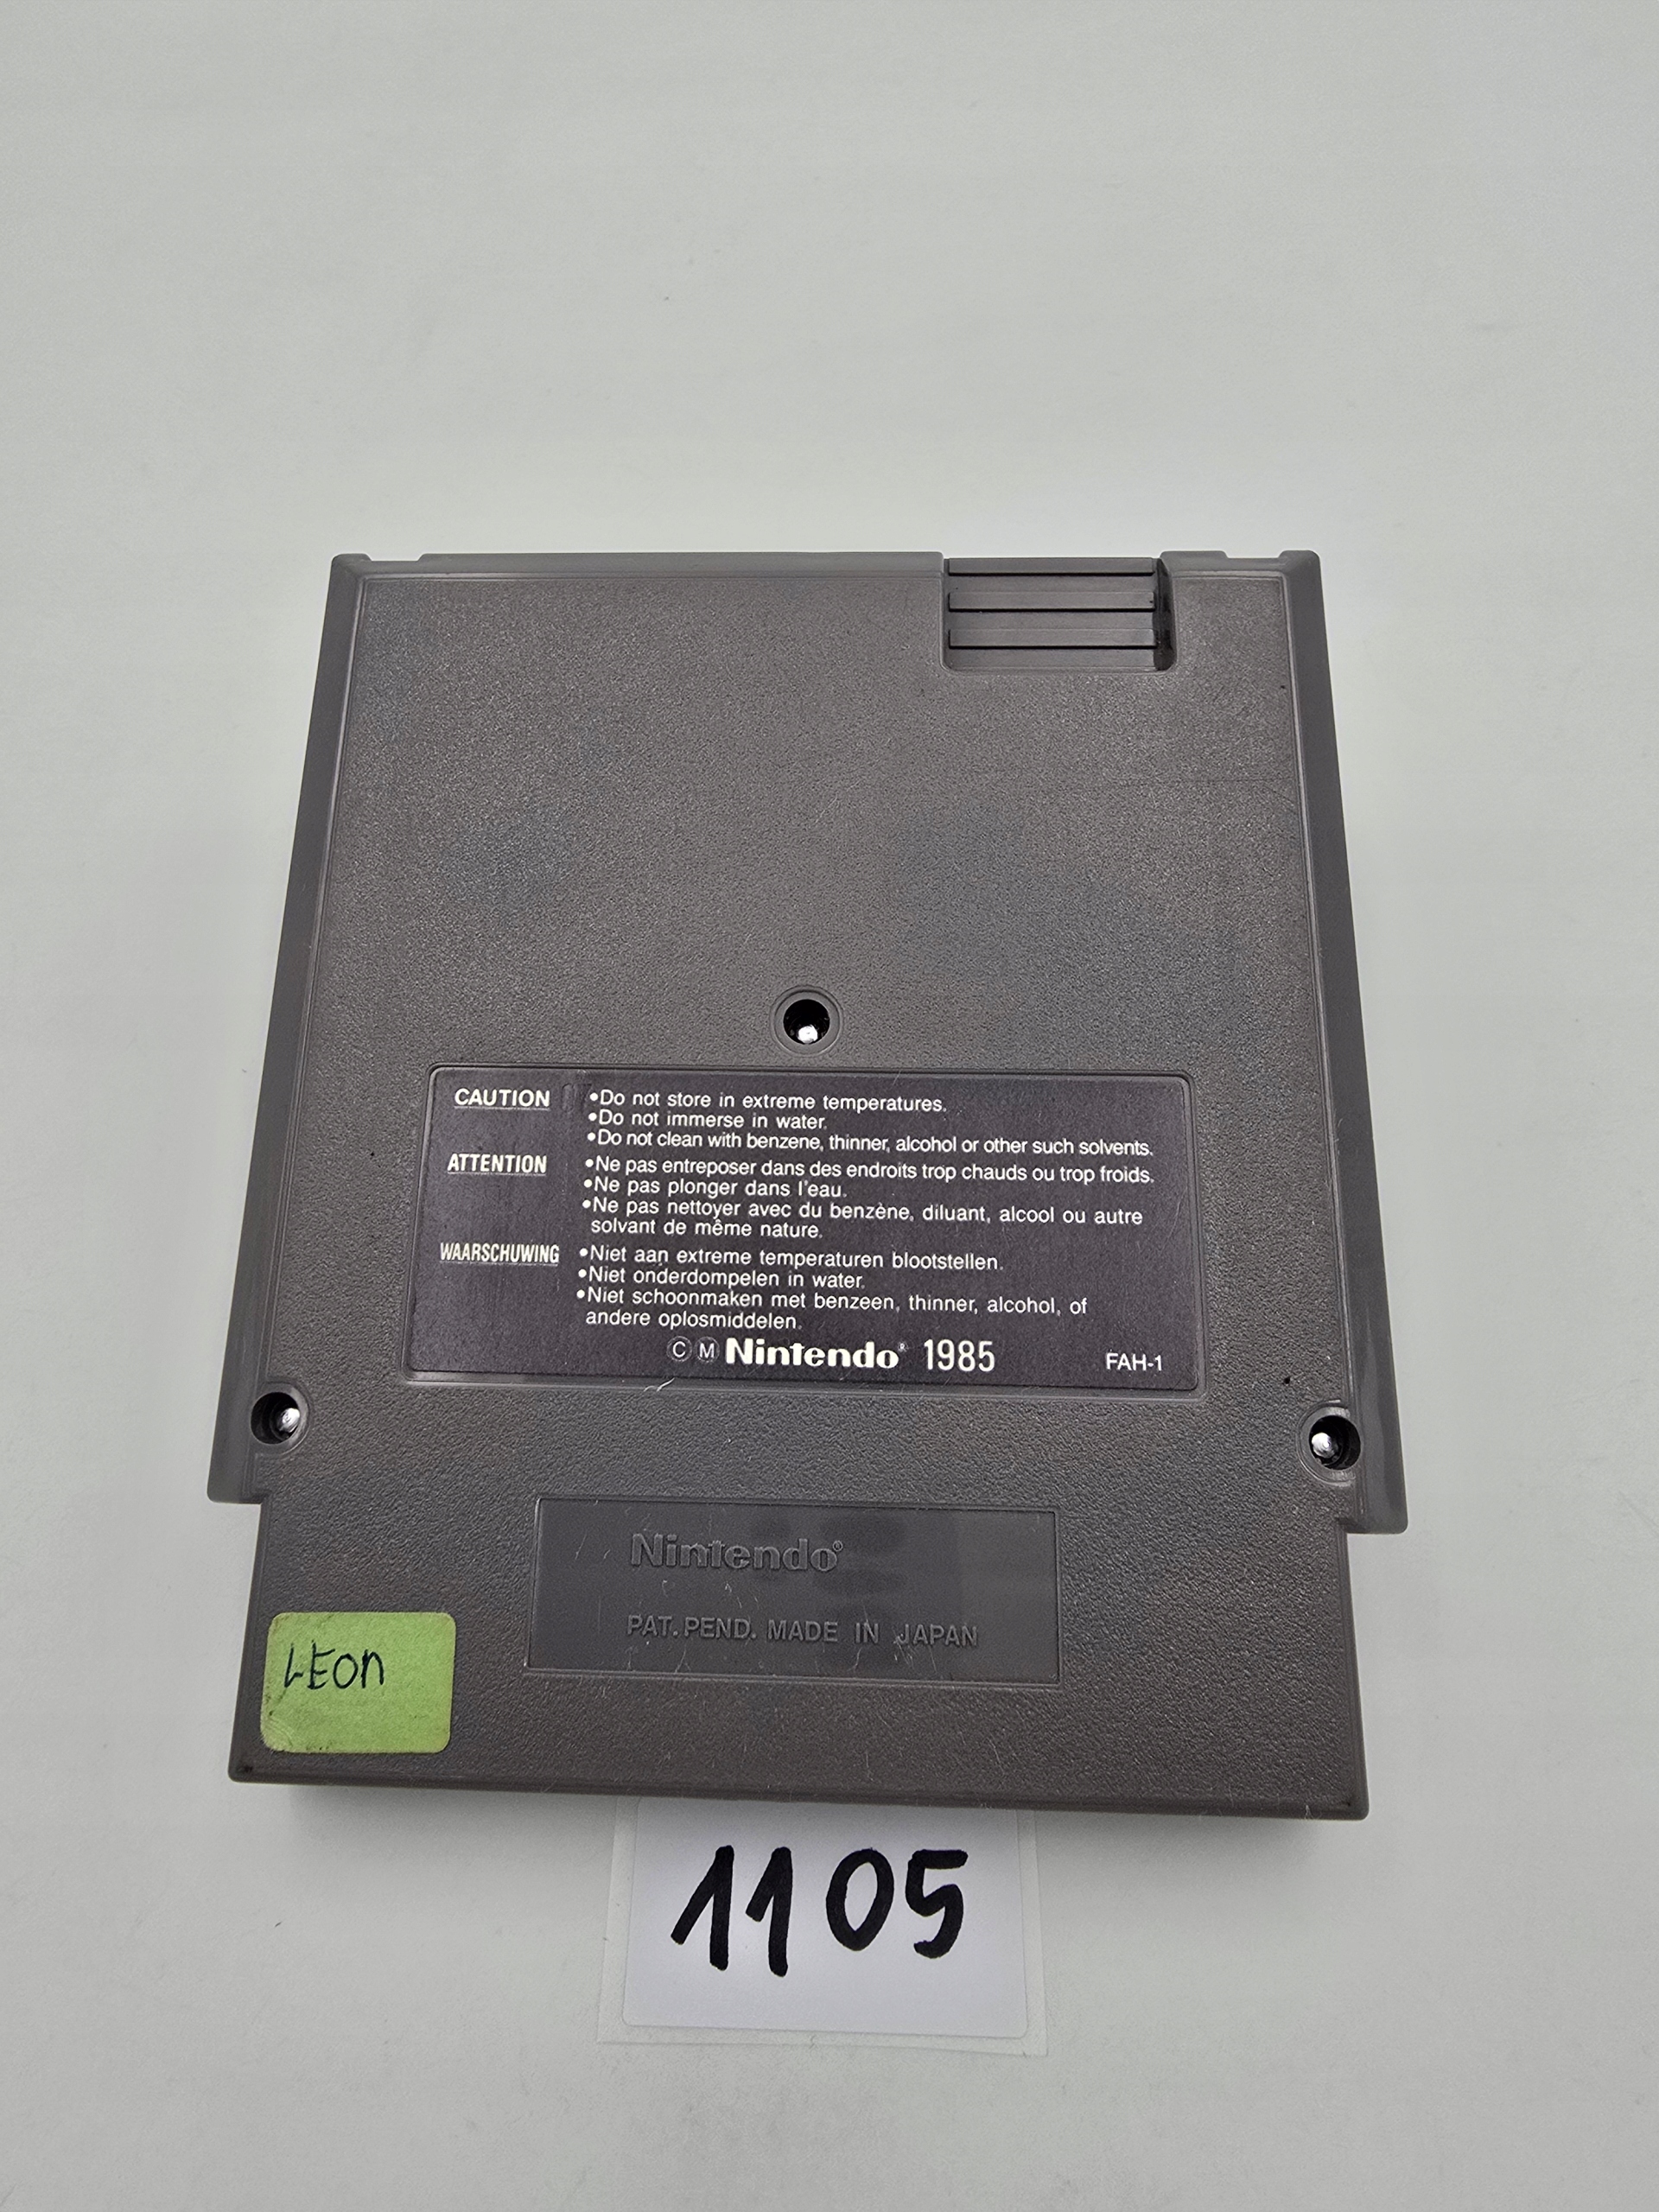 CAUTION •Do not store in extreme temperatures.
•Do not immerse in water.
•Do not clean with benzene, thinner, alcohol or other such solvents.
ATTENTION •Ne pas entreposer dans des endroits trop chauds ou trop froids.
•Ne pas plonger dans l'eau.
•Ne pas nettoyer avec du benzène, diluant, alcool ou autre
solvant de même nature.
WAARSCHUWING •Niet aan extreme temperaturen blootstellen.
•Niet onderdompelen in water.
•Niet schoonmaken met benzeen, thinner, alcohol, of
andere oplosmiddelen.
Ⓒ Ⓜ Nintendo® 1985 FAH-1
Nintendo®
PAT. PEND. MADE IN JAPAN
LEON
1105